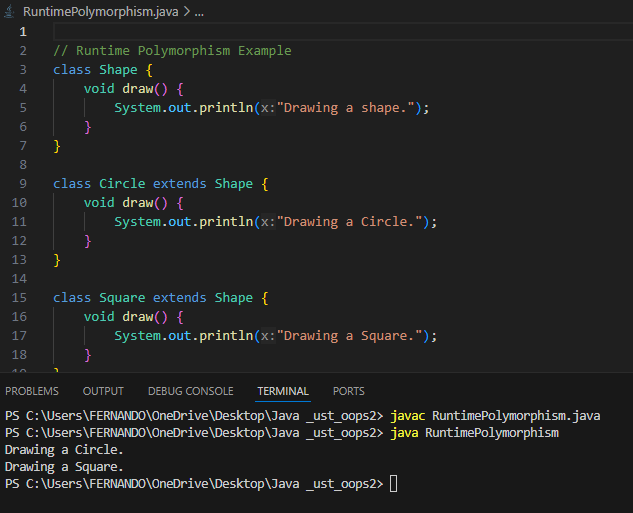 RuntimePolymorphism.java > ...
1
2 // Runtime Polymorphism Example
3 class Shape {
4 void draw() {
5 System.out.println(x:"Drawing a shape.");
6 }
7 }
8
9 class Circle extends Shape {
10 void draw() {
11 System.out.println(x:"Drawing a Circle.");
12 }
13 }
14
15 class Square extends Shape {
16 void draw() {
17 System.out.println(x:"Drawing a Square.");
18 }
19 }
PROBLEMS OUTPUT DEBUG CONSOLE TERMINAL PORTS
PS C:\Users\FERNANDO\OneDrive\Desktop\Java _ust_oops2> javac RuntimePolymorphism.java
PS C:\Users\FERNANDO\OneDrive\Desktop\Java _ust_oops2> java RuntimePolymorphism
Drawing a Circle.
Drawing a Square.
PS C:\Users\FERNANDO\OneDrive\Desktop\Java _ust_oops2>